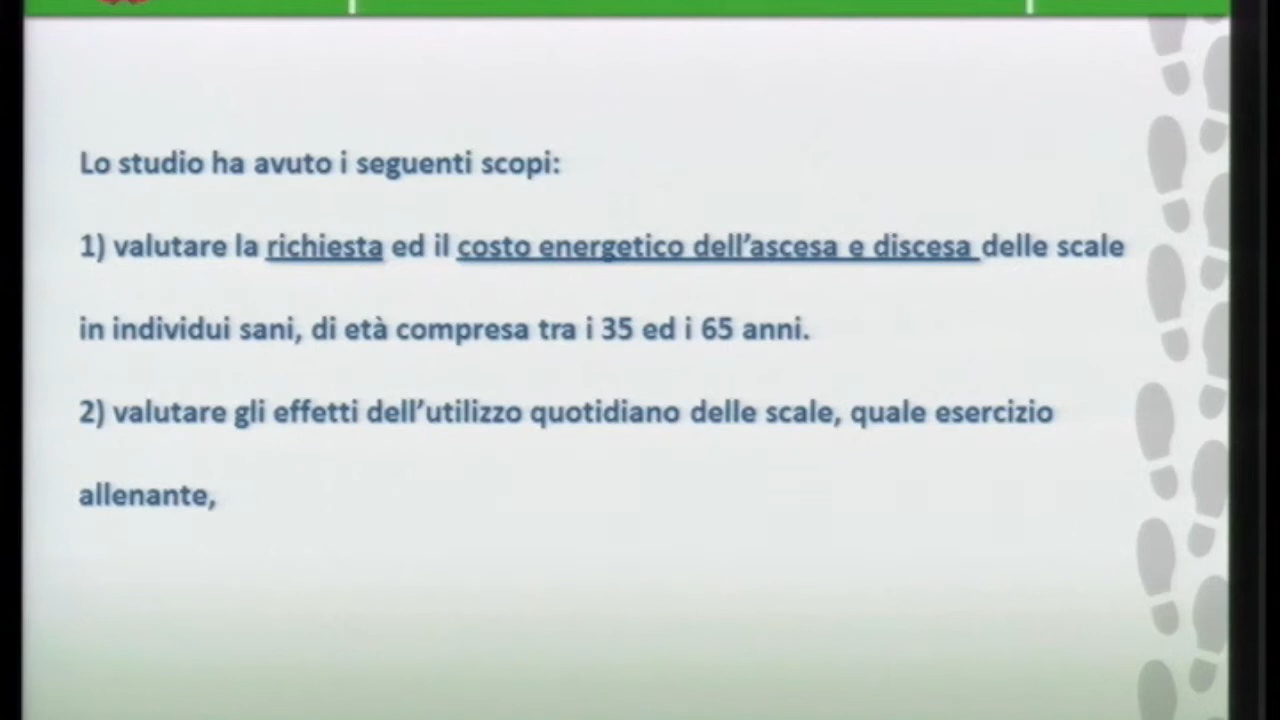 Lo studio ha avuto i seguenti scopi:
1) valutare la richiesta ed il costo energetico dell’ascesa e discesa delle scale
in individui sani, di età compresa tra i 35 ed i 65 anni.
2) valutare gli effetti dell’utilizzo quotidiano delle scale, quale esercizio
allenante,